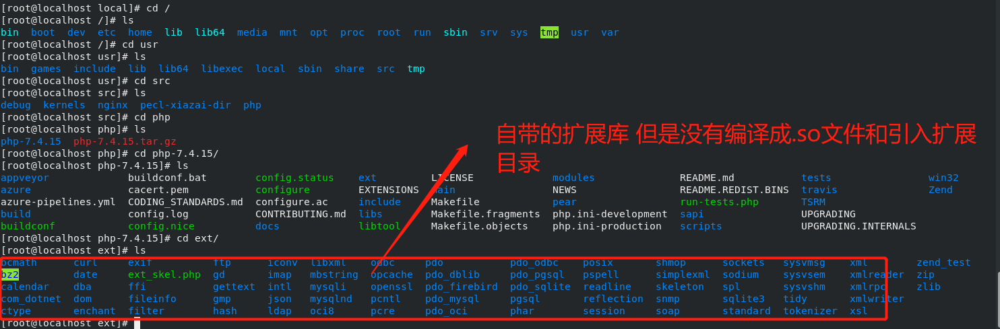 [root@localhost local]# cd /
[root@localhost /]# ls
bin boot dev etc home lib lib64 media mnt opt proc root run sbin srv sys tmp usr var
[root@localhost /]# cd usr
[root@localhost usr]# ls
bin games include lib lib64 libexec local sbin share src tmp
[root@localhost usr]# cd src
[root@localhost src]# ls
debug kernels nginx pecl-xiazai-dir php
[root@localhost src]# cd php
[root@localhost php]# ls
php-7.4.15 php-7.4.15.tar.gz
[root@localhost php]# cd php-7.4.15/
[root@localhost php-7.4.15]# ls
自带的扩展库 但是没有编译成.so文件和引入扩展
目录
appveyor buildconf.bat config.status ext LICENSE modules README.md tests win32
azure cacert.pem configure EXTENSIONS main NEWS README.REDIST.BINS travis Zend
azure-pipelines.yml CODING_STANDARDS.md configure.ac include Makefile pear run-tests.php TSRM
build config.log CONTRIBUTING.md libs Makefile.fragments php.ini-development sapi UPGRADING
buildconf config.nice docs libtool Makefile.objects php.ini-production scripts UPGRADING.INTERNALS
[root@localhost php-7.4.15]# cd ext/
[root@localhost ext]# ls
bcmath curl exif ftp iconv libxml odbc pdo pdo_odbc posix shmop sockets sysvmsg xml zend_test
bz2 date ext_skel.php gd imap mbstring opcache pdo_dblib pdo_pgsql pspell simplexml sodium sysvsem xmlreader zip
calendar dba ffi gettext intl mysqli openssl pdo_firebird pdo_sqlite readline skeleton spl sysvshm xmlrpc zlib
com_dotnet dom fileinfo gmp json mysqlnd pcntl pdo_mysql pgsql reflection snmp sqlite3 tidy xmlwriter
ctype enchant filter hash ldap oci8 pcre pdo_oci phar session soap standard tokenizer xsl
[root@localhost ext]#